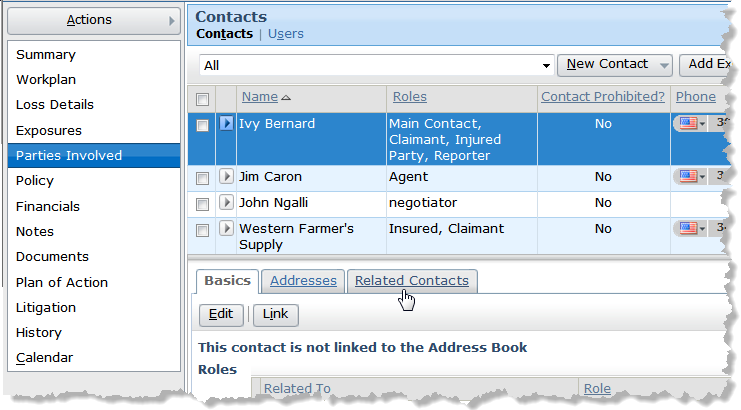 Actions
Summary
Workplan
Loss Details
Exposures
Parties Involved
Policy
Financials
Notes
Documents
Plan of Action
Litigation
History
Calendar
Contacts
Contacts | Users
All New Contact Add Ex
Name Roles Contact Prohibited? Phone
Ivy Bernard Main Contact, No
Claimant, Injured
Party, Reporter
Jim Caron Agent No
John Ngalli negotiator No
Western Farmer's Insured, Claimant No
Supply
Basics Addresses Related Contacts
Edit Link
This contact is not linked to the Address Book
Roles
Related To Role